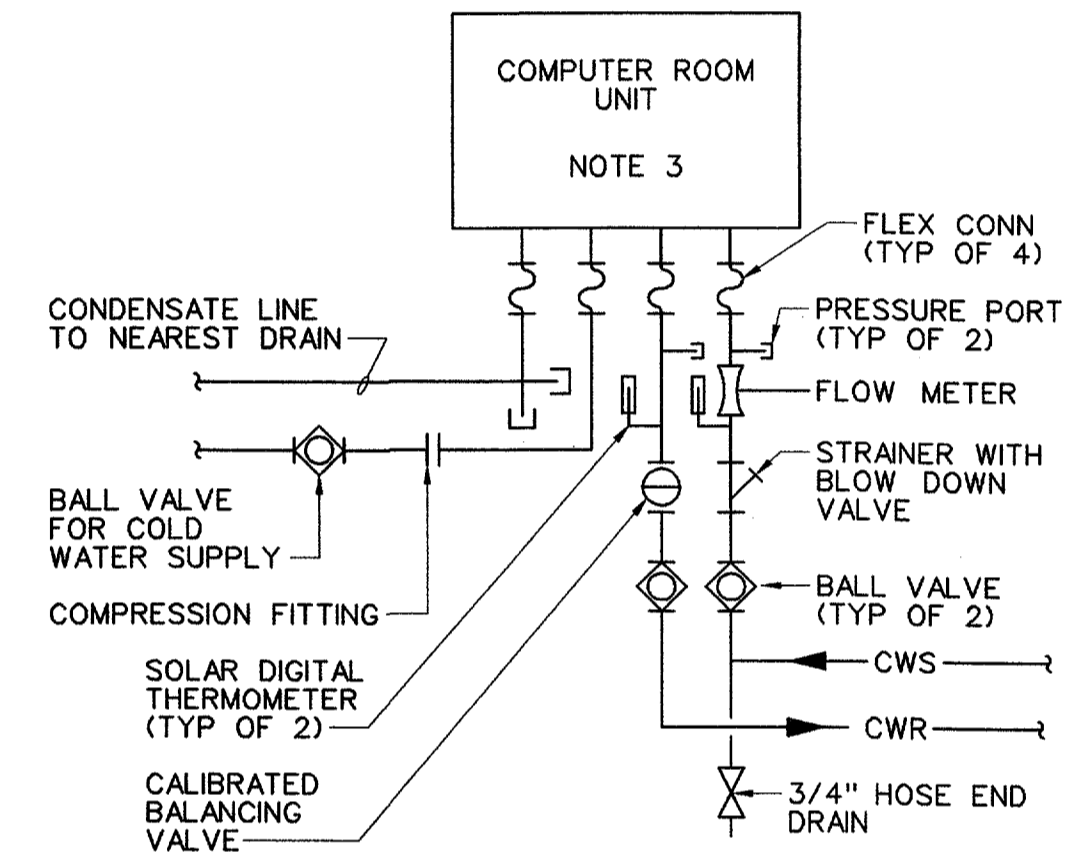 COMPUTER ROOM
UNIT
NOTE 3
FLEX CONN
(TYP OF 4)
CONDENSATE LINE
TO NEAREST DRAIN
PRESSURE PORT
(TYP OF 2)
FLOW METER
STRAINER WITH
BLOW DOWN
VALVE
BALL VALVE
FOR COLD
WATER SUPPLY
BALL VALVE
(TYP OF 2)
COMPRESSION FITTING
SOLAR DIGITAL
THERMOMETER
(TYP OF 2)
CWS
CWR
CALIBRATED
BALANCING
VALVE
3/4" HOSE END
DRAIN